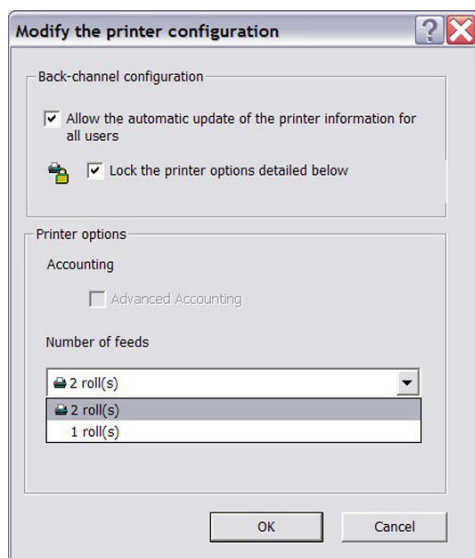 Modify the printer configuration
Back-channel configuration
Allow the automatic update of the printer information for
all users
Lock the printer options detailed below
Printer options
Accounting
Advanced Accounting
Number of feeds
2 roll(s)
2 roll(s)
1 roll(s)
OK
Cancel